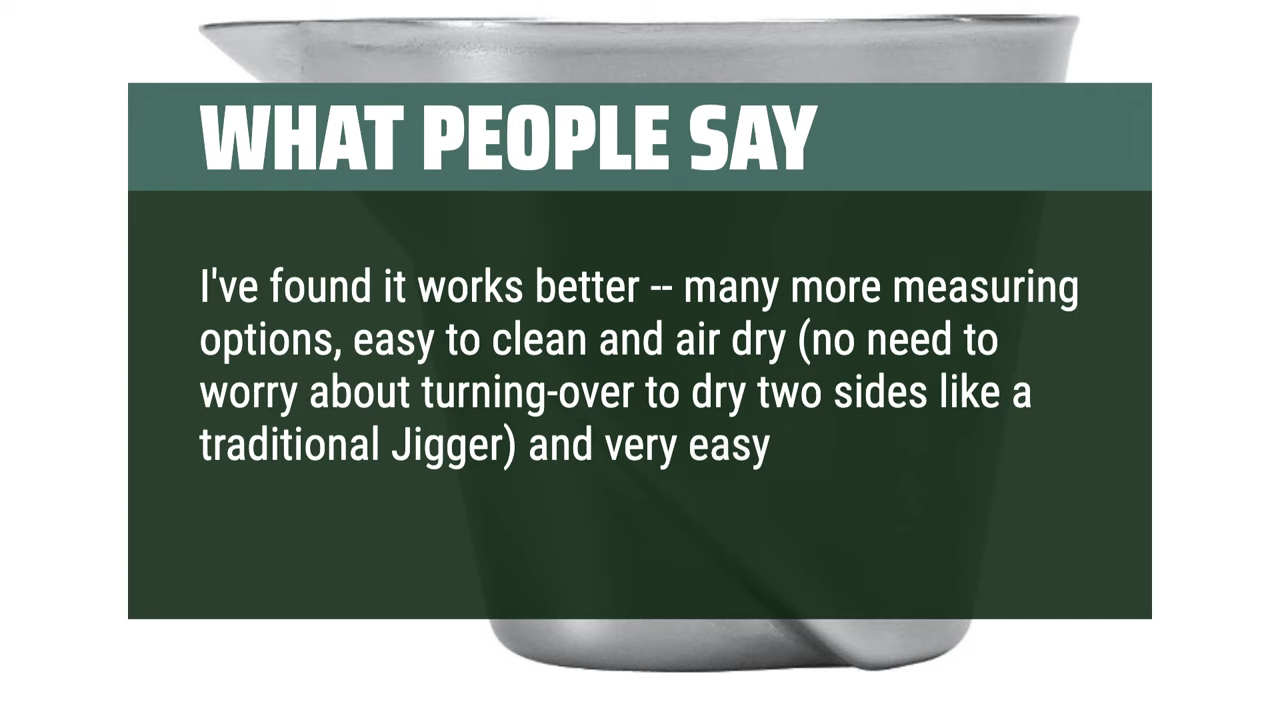 WHAT PEOPLE SAY
I've found it works better -- many more measuring
options, easy to clean and air dry (no need to
worry about turning-over to dry two sides like a
traditional Jigger) and very easy